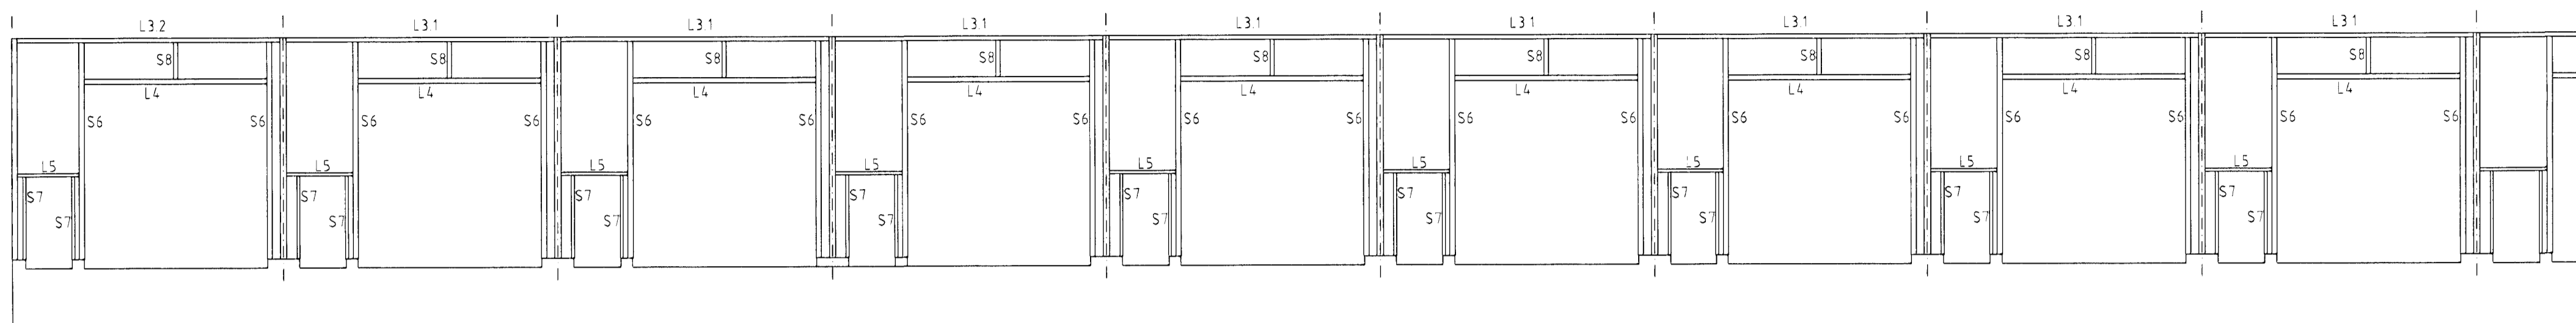 L3.2 L3.1 L3.1 L3.1 L3.1 L3.1 L3.1 L3.1 L3.1
S8 S8 S8 S8 S8 S8 S8 S8 S8
L4 L4 L4 L4 L4 L4 L4 L4 L4
S6 S6 S6 S6 S6 S6 S6 S6 S6 S6 S6 S6 S6 S6 S6 S6 S6 S6
L5 L5 L5 L5 L5 L5 L5 L5 L5
S7 S7 S7 S7 S7 S7 S7 S7 S7
S7 S7 S7 S7 S7 S7 S7 S7 S7